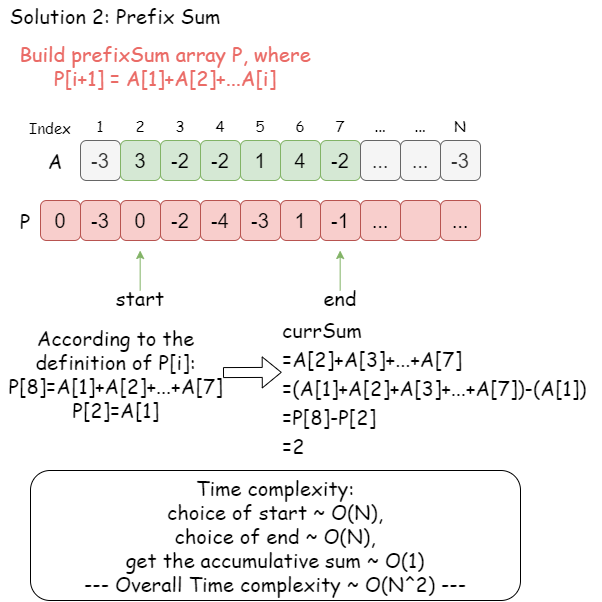 Solution 2: Prefix Sum
Build prefixSum array P, where
P[i+1] = A[1]+A[2]+...A[i]
Index 1 2 3 4 5 6 7 ... ... N
A -3 3 -2 -2 1 4 -2 ... ... -3
P 0 -3 0 -2 -4 -3 1 -1 ... ...
start end
According to the
definition of P[i]:
P[8]=A[1]+A[2]+...+A[7]
P[2]=A[1]
currSum
=A[2]+A[3]+...+A[7]
=(A[1]+A[2]+A[3]+...+A[7])-(A[1])
=P[8]-P[2]
=2
Time complexity:
choice of start ~ O(N),
choice of end ~ O(N),
get the accumulative sum ~ O(1)
--- Overall Time complexity ~ O(N^2) ---